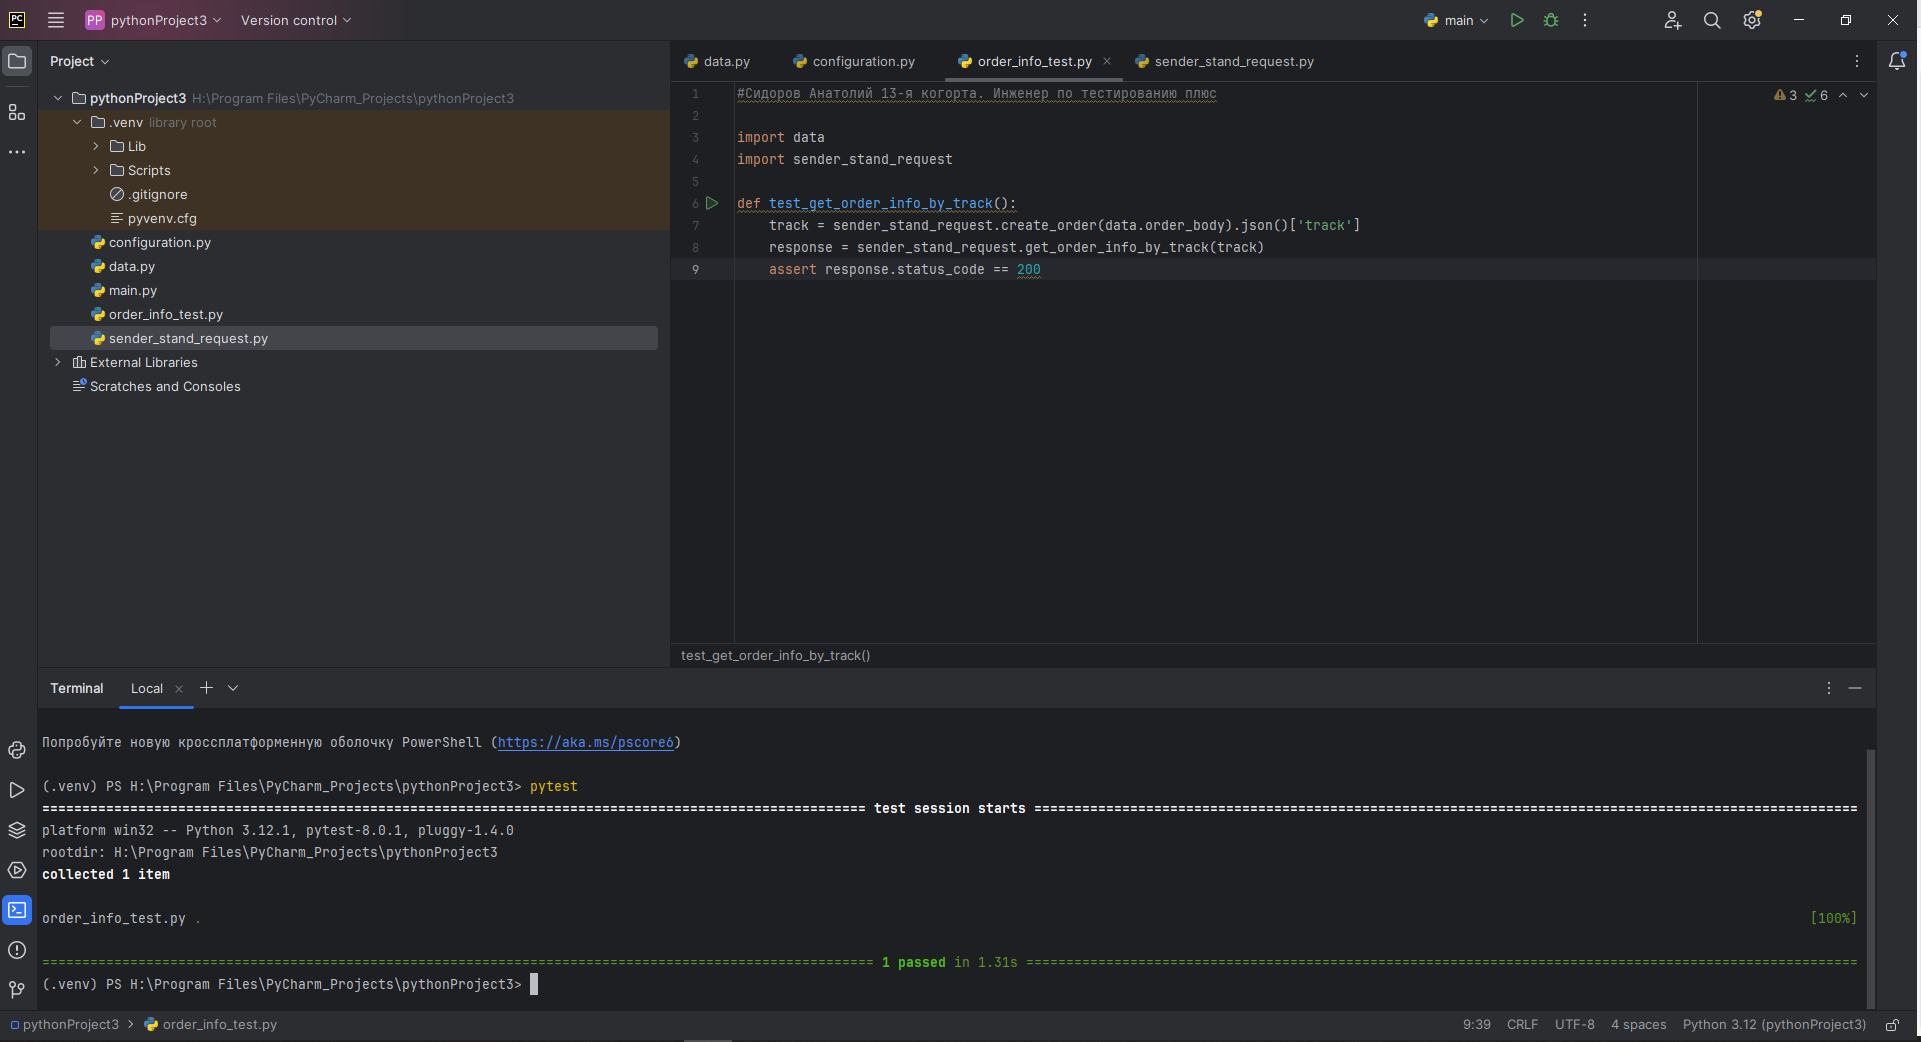 PC
PP pythonProject3 Version control main
Project
pythonProject3 H:\Program Files\PyCharm_Projects\pythonProject3
.venv library root
Lib
Scripts
.gitignore
pyvenv.cfg
configuration.py
data.py
main.py
order_info_test.py
sender_stand_request.py
External Libraries
Scratches and Consoles
data.py configuration.py order_info_test.py sender_stand_request.py
3 6
1 #Сидоров Анатолий 13-я когорта. Инженер по тестированию плюс
2
3 import data
4 import sender_stand_request
5
6 def test_get_order_info_by_track():
7 track = sender_stand_request.create_order(data.order_body).json()['track']
8 response = sender_stand_request.get_order_info_by_track(track)
9 assert response.status_code == 200
test_get_order_info_by_track()
Terminal Local
Попробуйте новую кроссплатформенную оболочку PowerShell (https://aka.ms/pscore6)
(.venv) PS H:\Program Files\PyCharm_Projects\pythonProject3> pytest
======================================================================================================= test session starts =======================================================================================================
platform win32 -- Python 3.12.1, pytest-8.0.1, pluggy-1.4.0
rootdir: H:\Program Files\PyCharm_Projects\pythonProject3
collected 1 item
order_info_test.py . [100%]
======================================================================================================== 1 passed in 1.31s ========================================================================================================
(.venv) PS H:\Program Files\PyCharm_Projects\pythonProject3>
pythonProject3 > order_info_test.py 9:39 CRLF UTF-8 4 spaces Python 3.12 (pythonProject3)